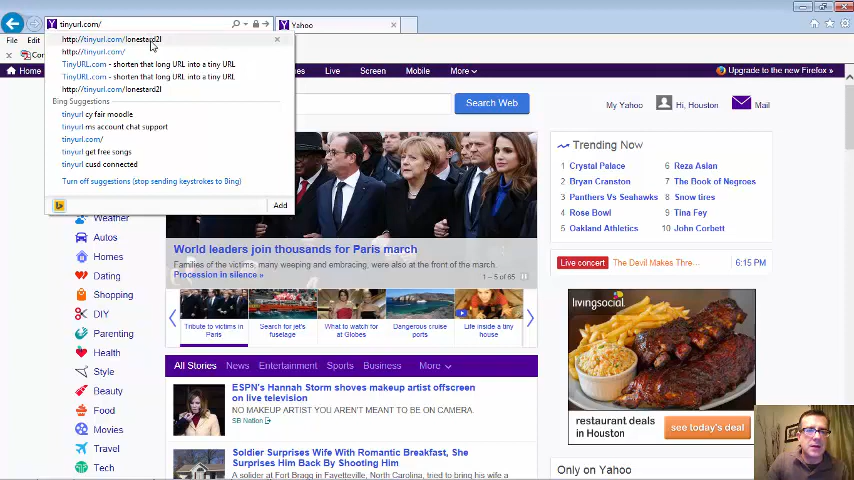 tinyurl.com/
Yahoo
File
Edit
http://tinyurl.com/lonestard2l
http://tinyurl.com/
TinyURL.com - shorten that long URL into a tiny URL
TinyURL.com - shorten that long URL into a tiny URL
http://tinyurl.com/lonestard2l
Bing Suggestions
tinyurl cy fair moodle
tinyurl ms account chat support
tinyurl.com/
tinyurl get free songs
tinyurl cusd connected
Turn off suggestions (stop sending keystrokes to Bing)
Add
Home
Live
Screen
Mobile
More
Upgrade to the new Firefox »
Search Web
My Yahoo
Hi, Houston
Mail
Weather
Autos
Homes
Dating
Shopping
DIY
Parenting
Health
Style
Beauty
Food
Movies
Travel
Tech
World leaders join thousands for Paris march
Families of the victims, many weeping and embracing, were also at the front of the march.
Procession in silence »
1 – 5 of 65
Tribute to victims in Paris
Search for jet's fuselage
What to watch for at Globes
Dangerous cruise ports
Life inside a tiny house
All Stories
News
Entertainment
Sports
Business
More
ESPN's Hannah Storm shoves makeup artist offscreen
on live television
NO MAKEUP ARTIST YOU AREN'T MEANT TO BE ON CAMERA.
SB Nation
Soldier Surprises Wife With Romantic Breakfast, She
Surprises Him Back By Shooting Him
A soldier at Fort Bragg in Fayetteville, North Carolina, tried to bring his wife
Trending Now
1 Crystal Palace
2 Bryan Cranston
3 Panthers Vs Seahawks
4 Rose Bowl
5 Oakland Athletics
6 Reza Asian
7 The Book of Negroes
8 Snow tires
9 Tina Fey
10 John Corbett
Live concert
The Devil Makes Thre...
6:15 PM
livingsocial
restaurant deals
in Houston
see today's deal
Only on Yahoo